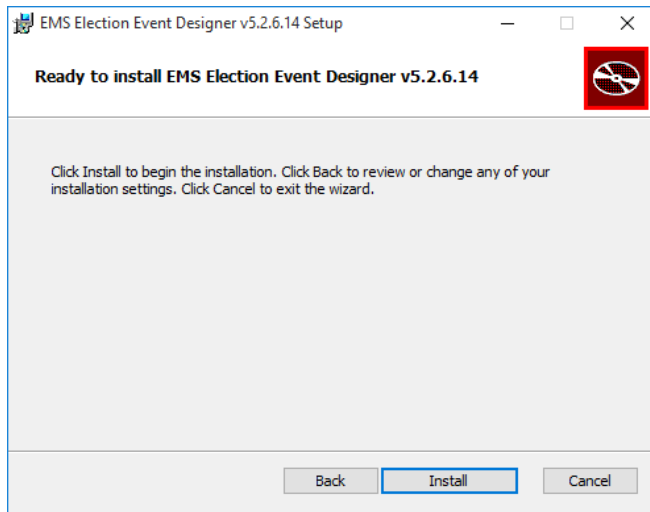 EMS Election Event Designer v5.2.6.14 Setup
Ready to install EMS Election Event Designer v5.2.6.14
Click Install to begin the installation. Click Back to review or change any of your
installation settings. Click Cancel to exit the wizard.
Back Install Cancel